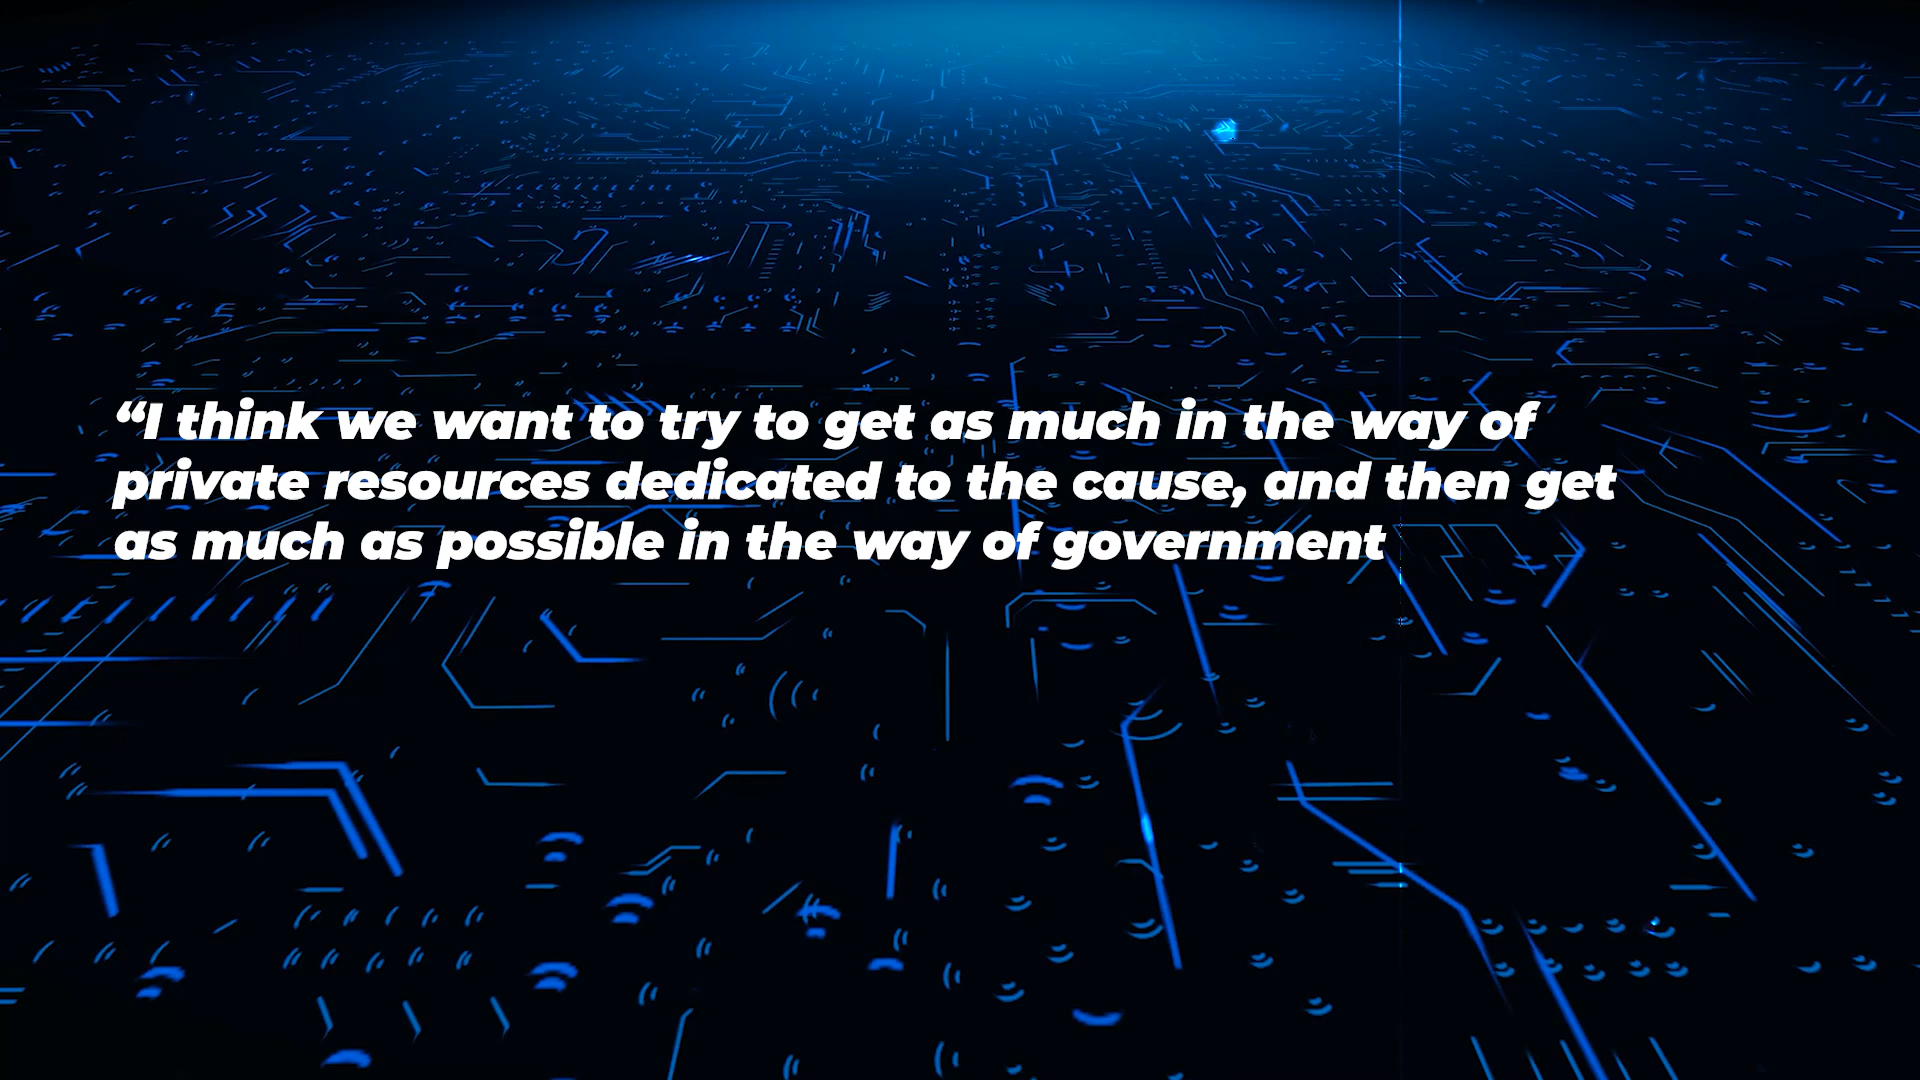 “I think we want to try to get as much in the way of
private resources dedicated to the cause, and then get
as much as possible in the way of government